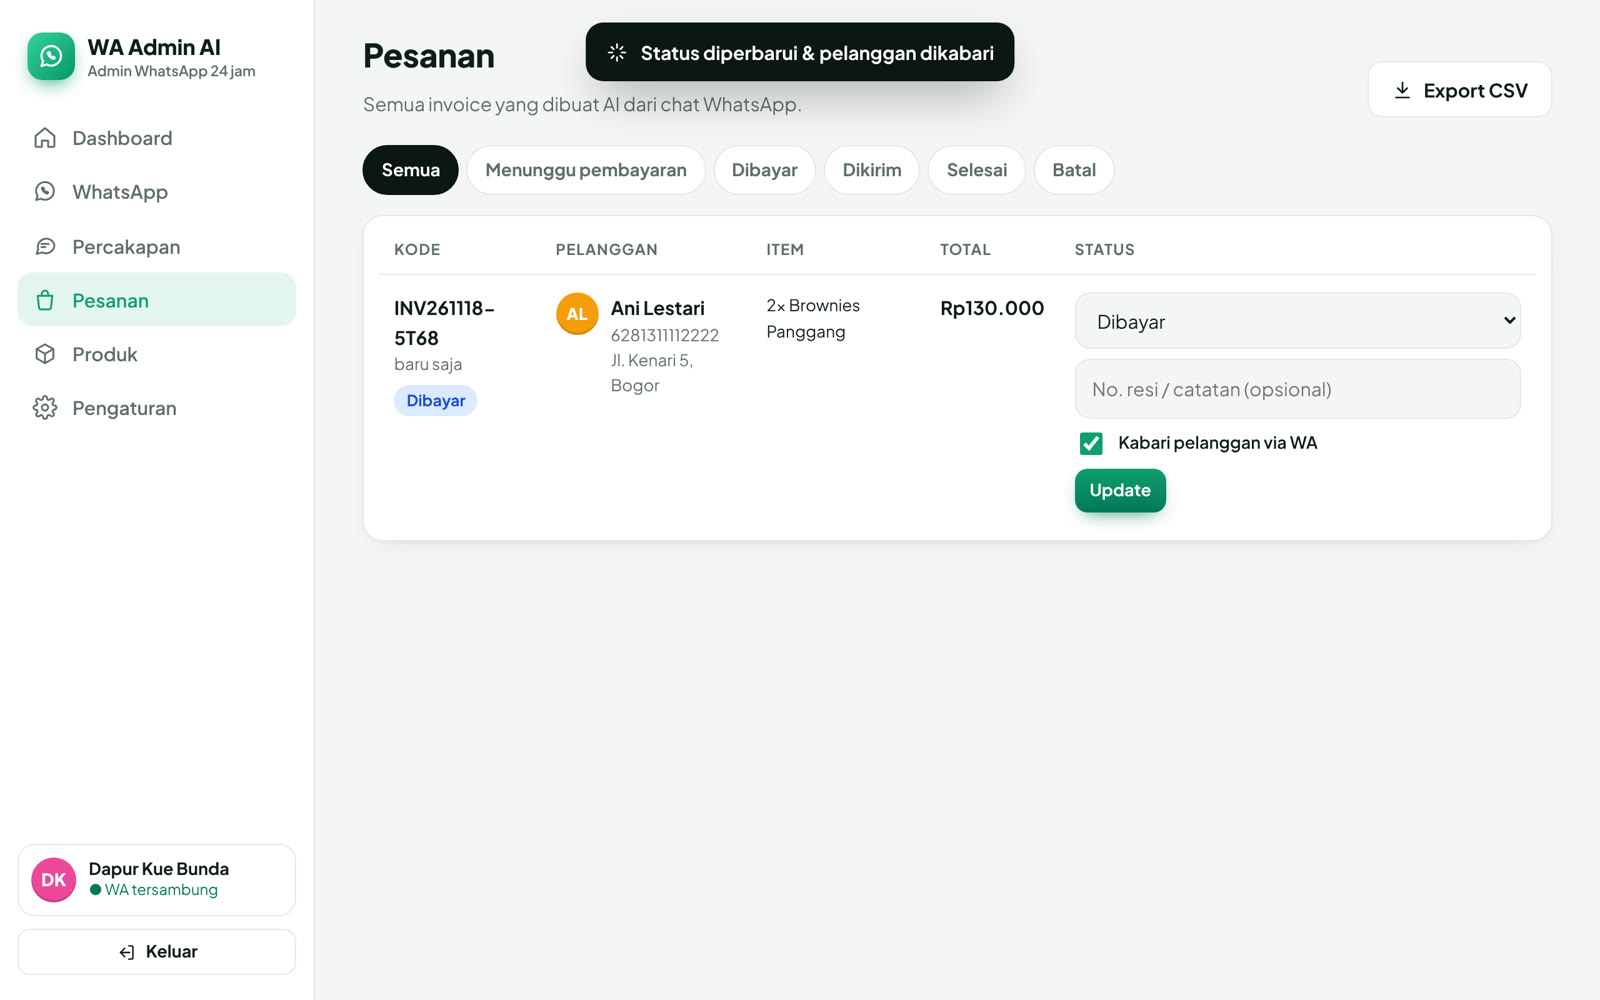 WA Admin AI
Admin WhatsApp 24 jam
Dashboard
WhatsApp
Percakapan
Pesanan
Produk
Pengaturan
DK
Dapur Kue Bunda
WA tersambung
Keluar
Pesanan
Status diperbarui & pelanggan dikabari
Semua invoice yang dibuat AI dari chat WhatsApp.
Export CSV
Semua
Menunggu pembayaran
Dibayar
Dikirim
Selesai
Batal
KODE
PELANGGAN
ITEM
TOTAL
STATUS
INV261118-
5T68
baru saja
Dibayar
AL
Ani Lestari
6281311112222
Jl. Kenari 5,
Bogor
2× Brownies
Panggang
Rp130.000
Dibayar
No. resi / catatan (opsional)
Kabari pelanggan via WA
Update